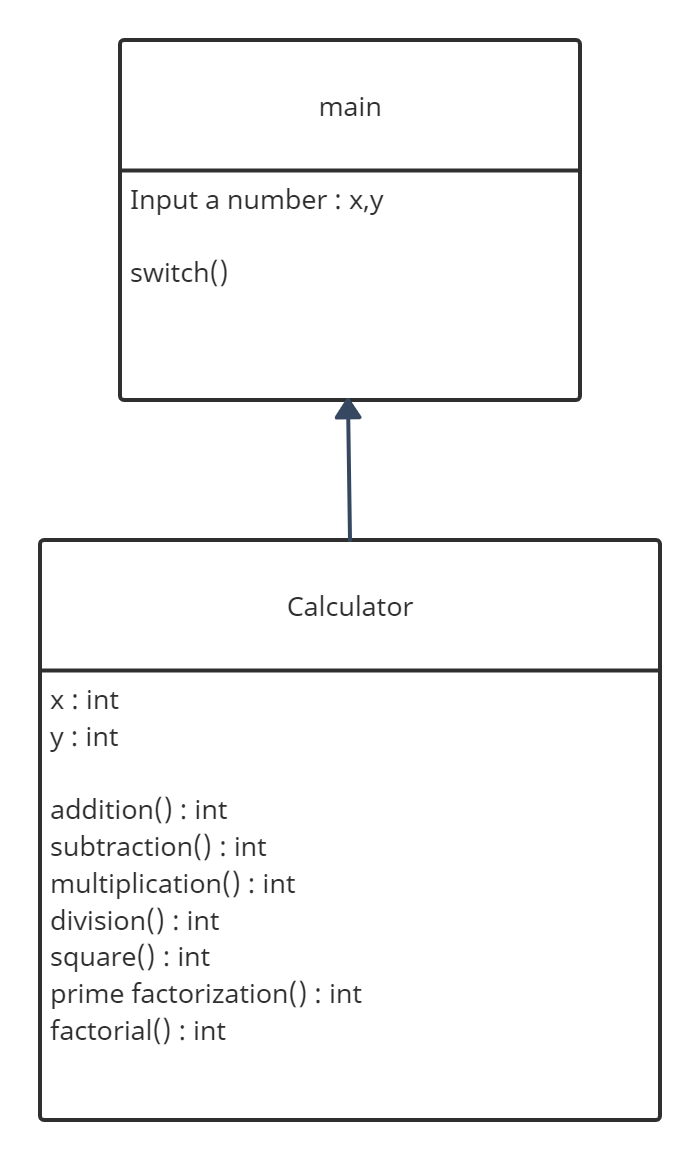 main
Input a number : x,y
switch()
Calculator
x : int
y : int
addition() : int
subtraction() : int
multiplication() : int
division() : int
square() : int
prime factorization() : int
factorial() : int